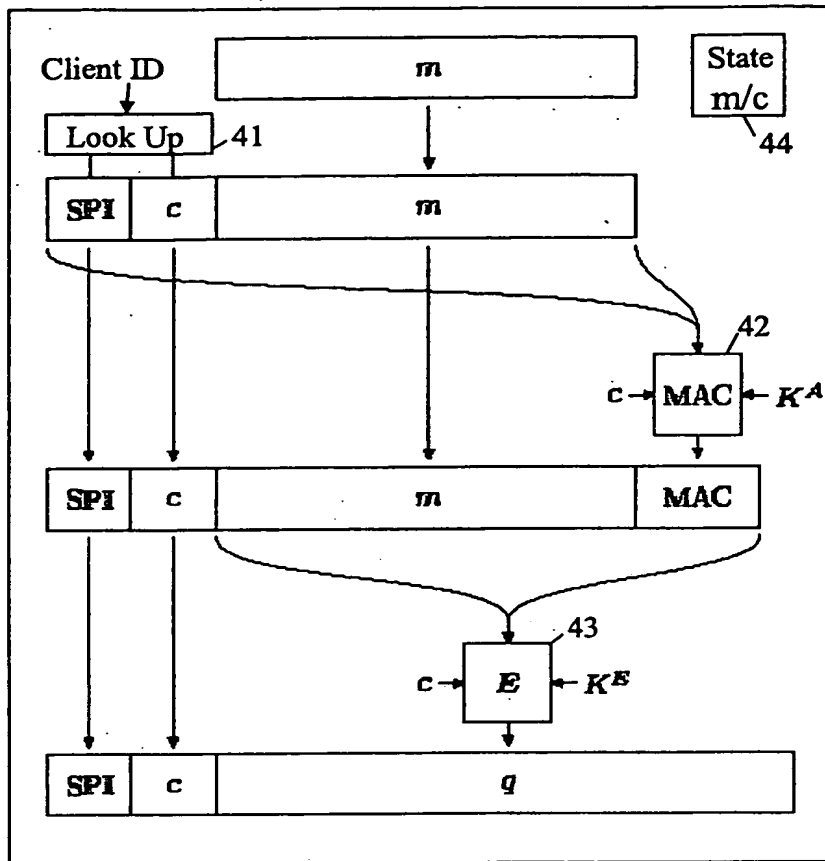 m
State
m/c
44
Client ID
Look Up
41
SPI c m
42
c MAC K^A
SPI c m MAC
43
c E K^E
SPI c q